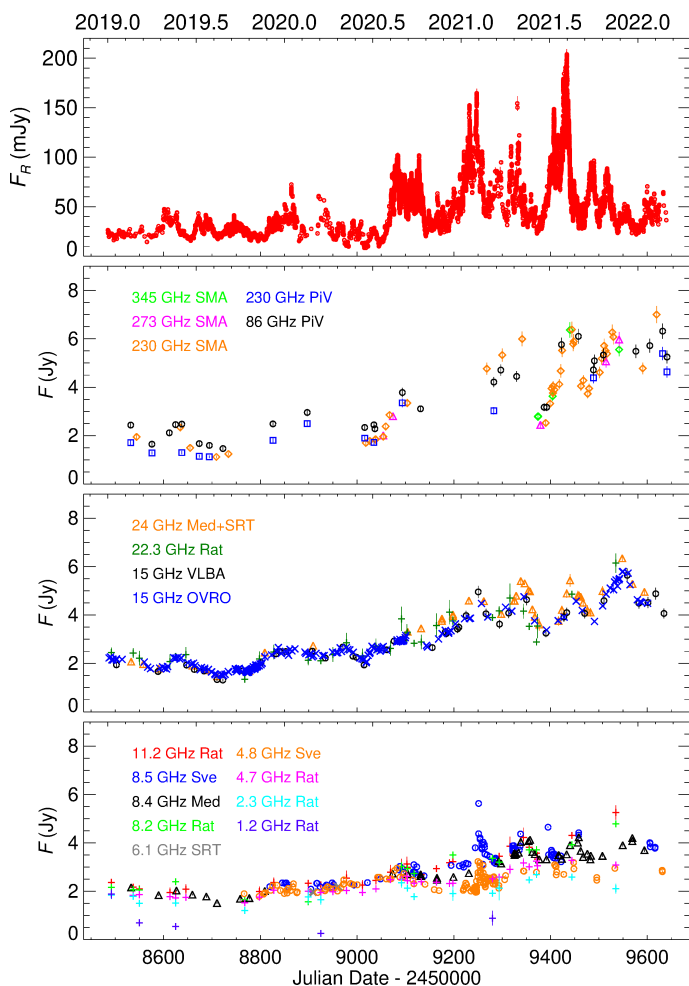 2019.0 2019.5 2020.0 2020.5 2021.0 2021.5 2022.0
200
150
100
50
0
F_R (mJy)
345 GHz SMA 230 GHz PiV
273 GHz SMA 86 GHz PiV
230 GHz SMA
8
6
4
2
0
F (Jy)
24 GHz Med+SRT
22.3 GHz Rat
15 GHz VLBA
15 GHz OVRO
8
6
4
2
0
F (Jy)
11.2 GHz Rat 4.8 GHz Sve
8.5 GHz Sve 4.7 GHz Rat
8.4 GHz Med 2.3 GHz Rat
8.2 GHz Rat 1.2 GHz Rat
6.1 GHz SRT
8
6
4
2
0
F (Jy)
8600 8800 9000 9200 9400 9600
Julian Date - 2450000